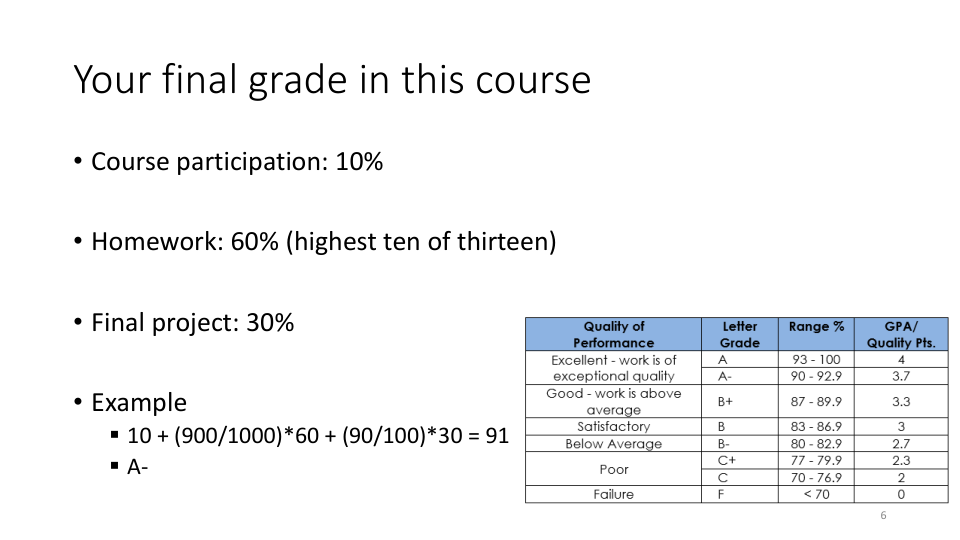 Your final grade in this course
• Course participation: 10%
• Homework: 60% (highest ten of thirteen)
• Final project: 30%
• Example
▪ 10 + (900/1000)*60 + (90/100)*30 = 91
▪ A-
Quality of Performance Letter Grade Range % GPA/ Quality Pts.
Excellent - work is of exceptional quality A 93 - 100 4
A- 90 - 92.9 3.7
Good - work is above average B+ 87 - 89.9 3.3
Satisfactory B 83 - 86.9 3
Below Average B- 80 - 82.9 2.7
Poor C+ 77 - 79.9 2.3
C 70 - 76.9 2
Failure F < 70 0
6